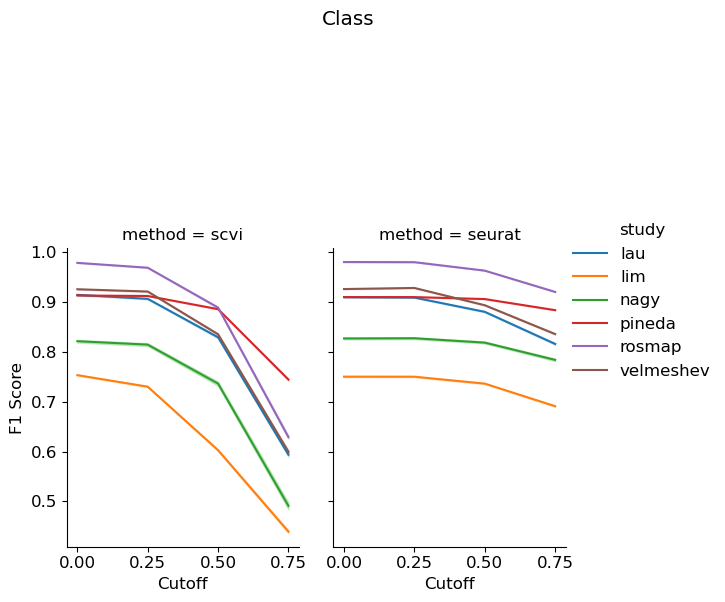 Class
method = scvi
method = seurat
F1 Score
1.0
0.9
0.8
0.7
0.6
0.5
0.00 0.25 0.50 0.75
Cutoff
0.00 0.25 0.50 0.75
Cutoff
study
lau
lim
nagy
pineda
rosmap
velmeshev